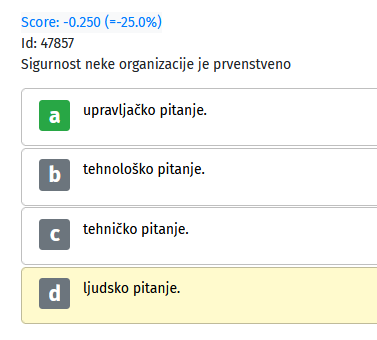 Score: -0.250 (=-25.0%)
Id: 47857
Sigurnost neke organizacije je prvenstveno
a upravljačko pitanje.
b tehnološko pitanje.
c tehničko pitanje.
d ljudsko pitanje.